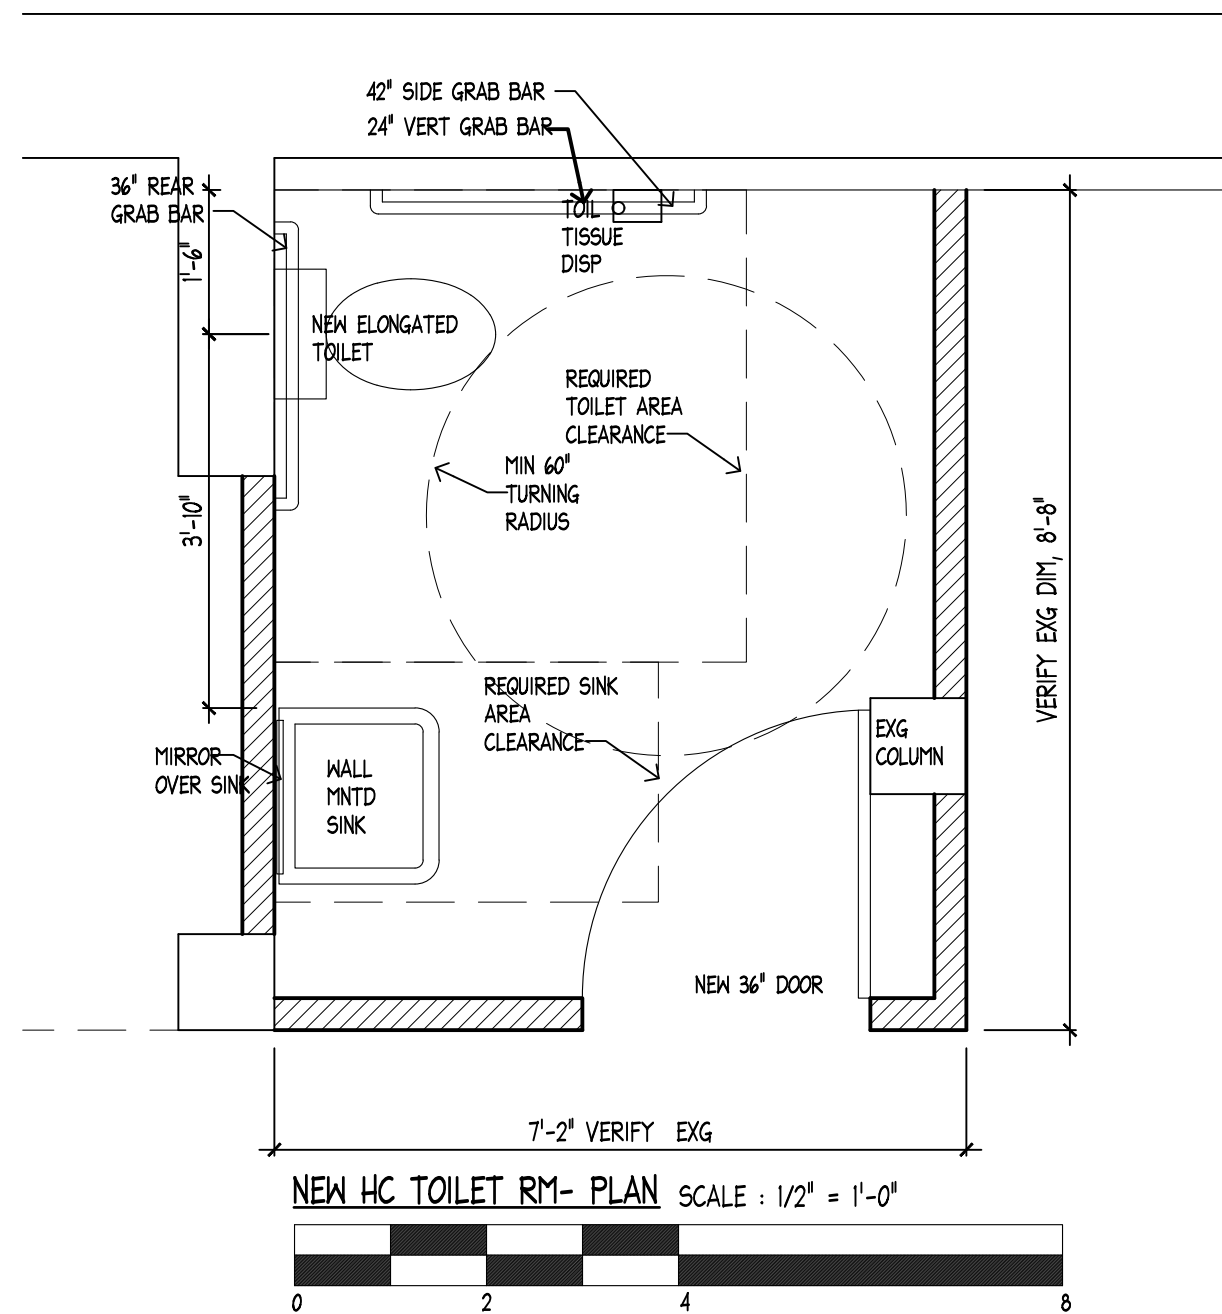 42" SIDE GRAB BAR
24" VERT GRAB BAR
36" REAR
GRAB BAR
1'-6"
TOIL
TISSUE
DISP
NEW ELONGATED
TOILET
REQUIRED
TOILET AREA
CLEARANCE
MIN 60"
TURNING
RADIUS
3'-10"
VERIFY EXG DIM, 8'-8"
REQUIRED SINK
AREA
CLEARANCE
EXG
COLUMN
MIRROR
OVER SINK
WALL
MNTD
SINK
NEW 36" DOOR
7'-2" VERIFY EXG
NEW HC TOILET RM- PLAN SCALE : 1/2" = 1'-0"
0 2 4 8